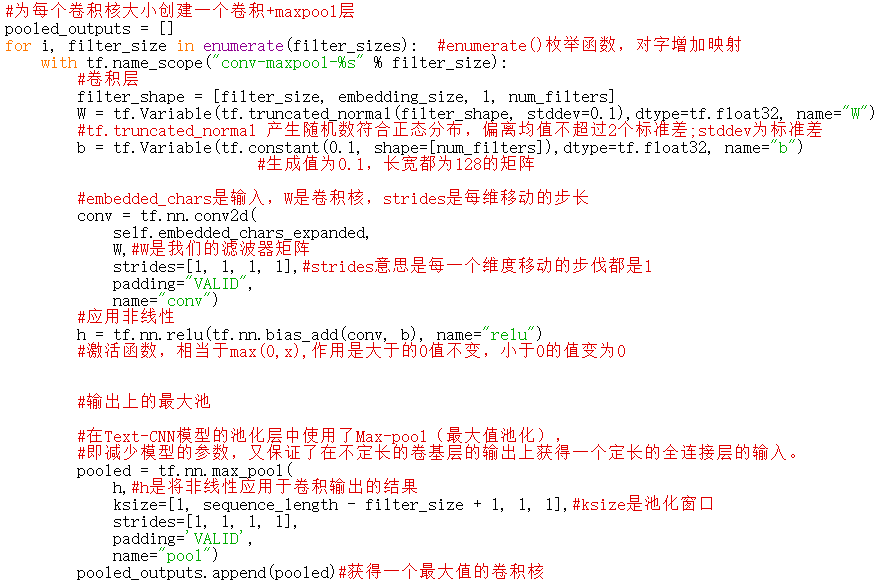 #为每个卷积核大小创建一个卷积+maxpool层
pooled_outputs = []
for i, filter_size in enumerate(filter_sizes):  #enumerate()枚举函数，对字增加映射
    with tf.name_scope("conv-maxpool-%s" % filter_size):
        #卷积层
        filter_shape = [filter_size, embedding_size, 1, num_filters]
        W = tf.Variable(tf.truncated_normal(filter_shape, stddev=0.1),dtype=tf.float32, name="W")
        #tf.truncated_normal 产生随机数符合正态分布，偏离均值不超过2个标准差;stddev为标准差
        b = tf.Variable(tf.constant(0.1, shape=[num_filters]),dtype=tf.float32, name="b")
                            #生成值为0.1，长宽都为128的矩阵
        #embedded_chars是输入，W是卷积核，strides是每维移动的步长
        conv = tf.nn.conv2d(
            self.embedded_chars_expanded,
            W,#W是我们的滤波器矩阵
            strides=[1, 1, 1, 1],#strides意思是每一个维度移动的步伐都是1
            padding="VALID",
            name="conv")
        #应用非线性
        h = tf.nn.relu(tf.nn.bias_add(conv, b), name="relu")
        #激活函数，相当于max(0,x),作用是大于的0值不变，小于0的值变为0
        #输出上的最大池
        #在Text-CNN模型的池化层中使用了Max-pool（最大值池化），
        #即减少模型的参数，又保证了在不定长的卷基层的输出上获得一个定长的全连接层的输入。
        pooled = tf.nn.max_pool(
            h,#h是将非线性应用于卷积输出的结果
            ksize=[1, sequence_length - filter_size + 1, 1, 1],#ksize是池化窗口
            strides=[1, 1, 1, 1],
            padding='VALID',
            name="pool")
        pooled_outputs.append(pooled)#获得一个最大值的卷积核